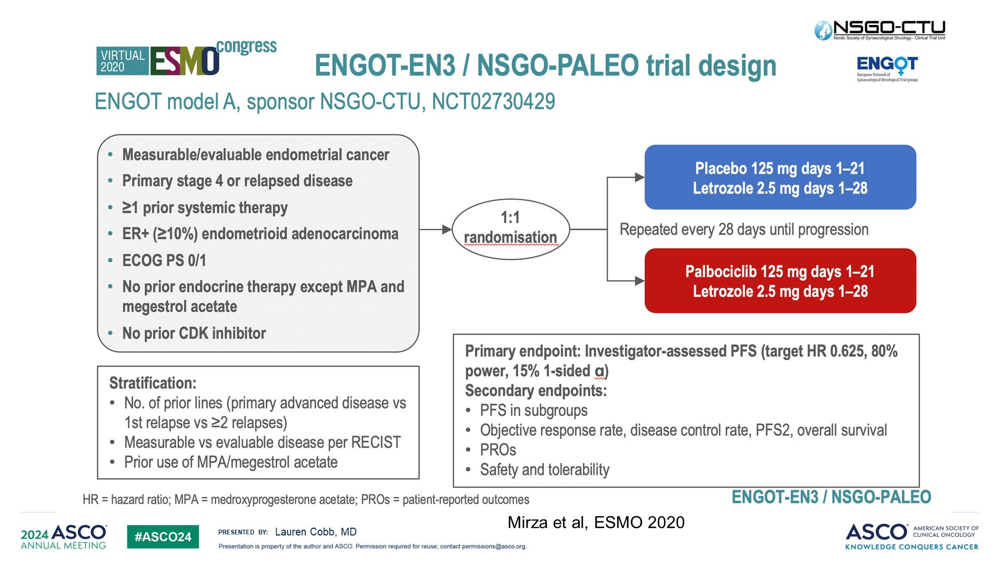 NSGO-CTU
Nordic Society of Gynaecological Oncology - Clinical Trial Unit
VIRTUAL
2020
ESMO
congress
ENGOT-EN3 / NSGO-PALEO trial design
ENGOT
European Network of
Gynaecological Oncological Trial groups
ENGOT model A, sponsor NSGO-CTU, NCT02730429
• Measurable/evaluable endometrial cancer
• Primary stage 4 or relapsed disease
• ≥1 prior systemic therapy
• ER+ (≥10%) endometrioid adenocarcinoma
• ECOG PS 0/1
• No prior endocrine therapy except MPA and
megestrol acetate
• No prior CDK inhibitor
1:1
randomisation
Placebo 125 mg days 1–21
Letrozole 2.5 mg days 1–28
Repeated every 28 days until progression
Palbociclib 125 mg days 1–21
Letrozole 2.5 mg days 1–28
Stratification:
• No. of prior lines (primary advanced disease vs
1st relapse vs ≥2 relapses)
• Measurable vs evaluable disease per RECIST
• Prior use of MPA/megestrol acetate
Primary endpoint: Investigator-assessed PFS (target HR 0.625, 80%
power, 15% 1-sided α)
Secondary endpoints:
• PFS in subgroups
• Objective response rate, disease control rate, PFS2, overall survival
• PROs
• Safety and tolerability
HR = hazard ratio; MPA = medroxyprogesterone acetate; PROs = patient-reported outcomes
ENGOT-EN3 / NSGO-PALEO
Mirza et al, ESMO 2020
2024 ASCO®
ANNUAL MEETING
#ASCO24
PRESENTED BY: Lauren Cobb, MD
Presentation is property of the author and ASCO. Permission required for reuse; contact permissions@asco.org.
ASCO® AMERICAN SOCIETY OF
CLINICAL ONCOLOGY
KNOWLEDGE CONQUERS CANCER